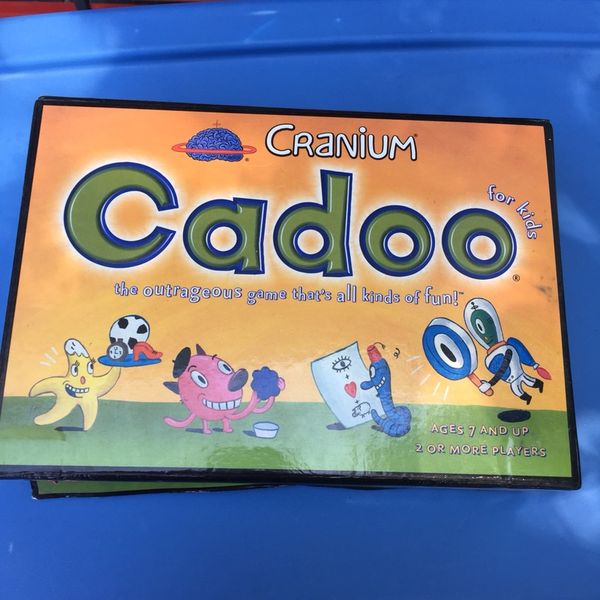 CRANIUM®
Cadoo®
for kids
the outrageous game that's all kinds of fun!™
AGES 7 AND UP
2 OR MORE PLAYERS